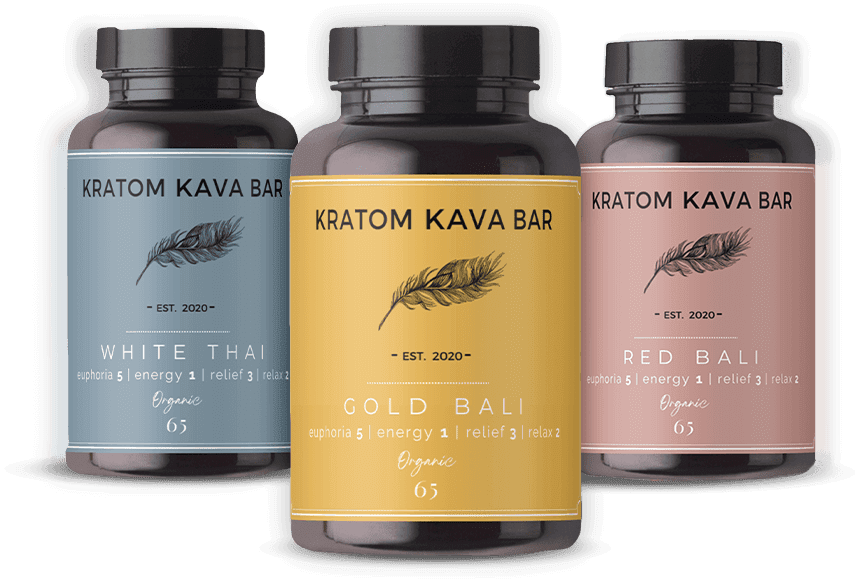 KRATOM KAVA BAR
- EST. 2020 -
WHITE THAI
euphoria 5 | energy 1 | relief 3 | relax 2
Organic
65
KRATOM KAVA BAR
- EST. 2020 -
GOLD BALI
euphoria 5 | energy 1 | relief 3 | relax 2
Organic
65
KRATOM KAVA BAR
- EST. 2020 -
RED BALI
euphoria 5 | energy 1 | relief 3 | relax 2
Organic
65